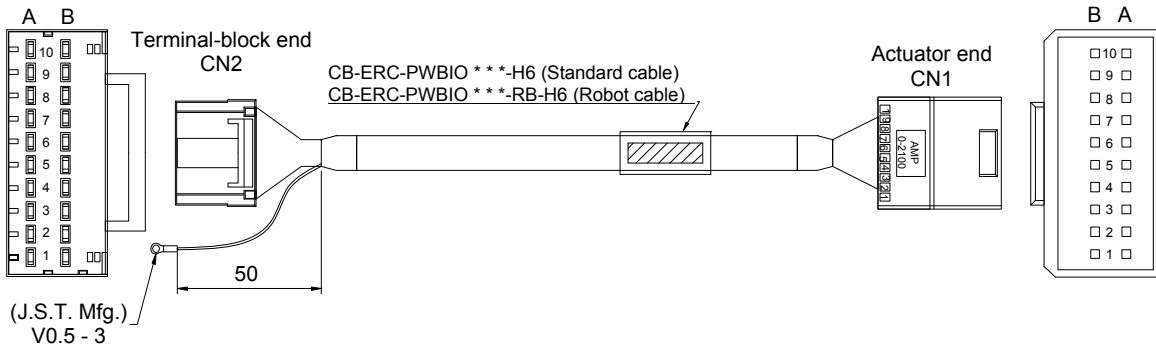 A B
10
9
8
7
6
5
4
3
2
1
Terminal-block end
CN2
CB-ERC-PWBIO * * *-H6 (Standard cable)
CB-ERC-PWBIO * * *-RB-H6 (Robot cable)
50
(J.S.T. Mfg.)
V0.5 - 3
Actuator end
CN1
AMP
0-2100
B A
10
9
8
7
6
5
4
3
2
1